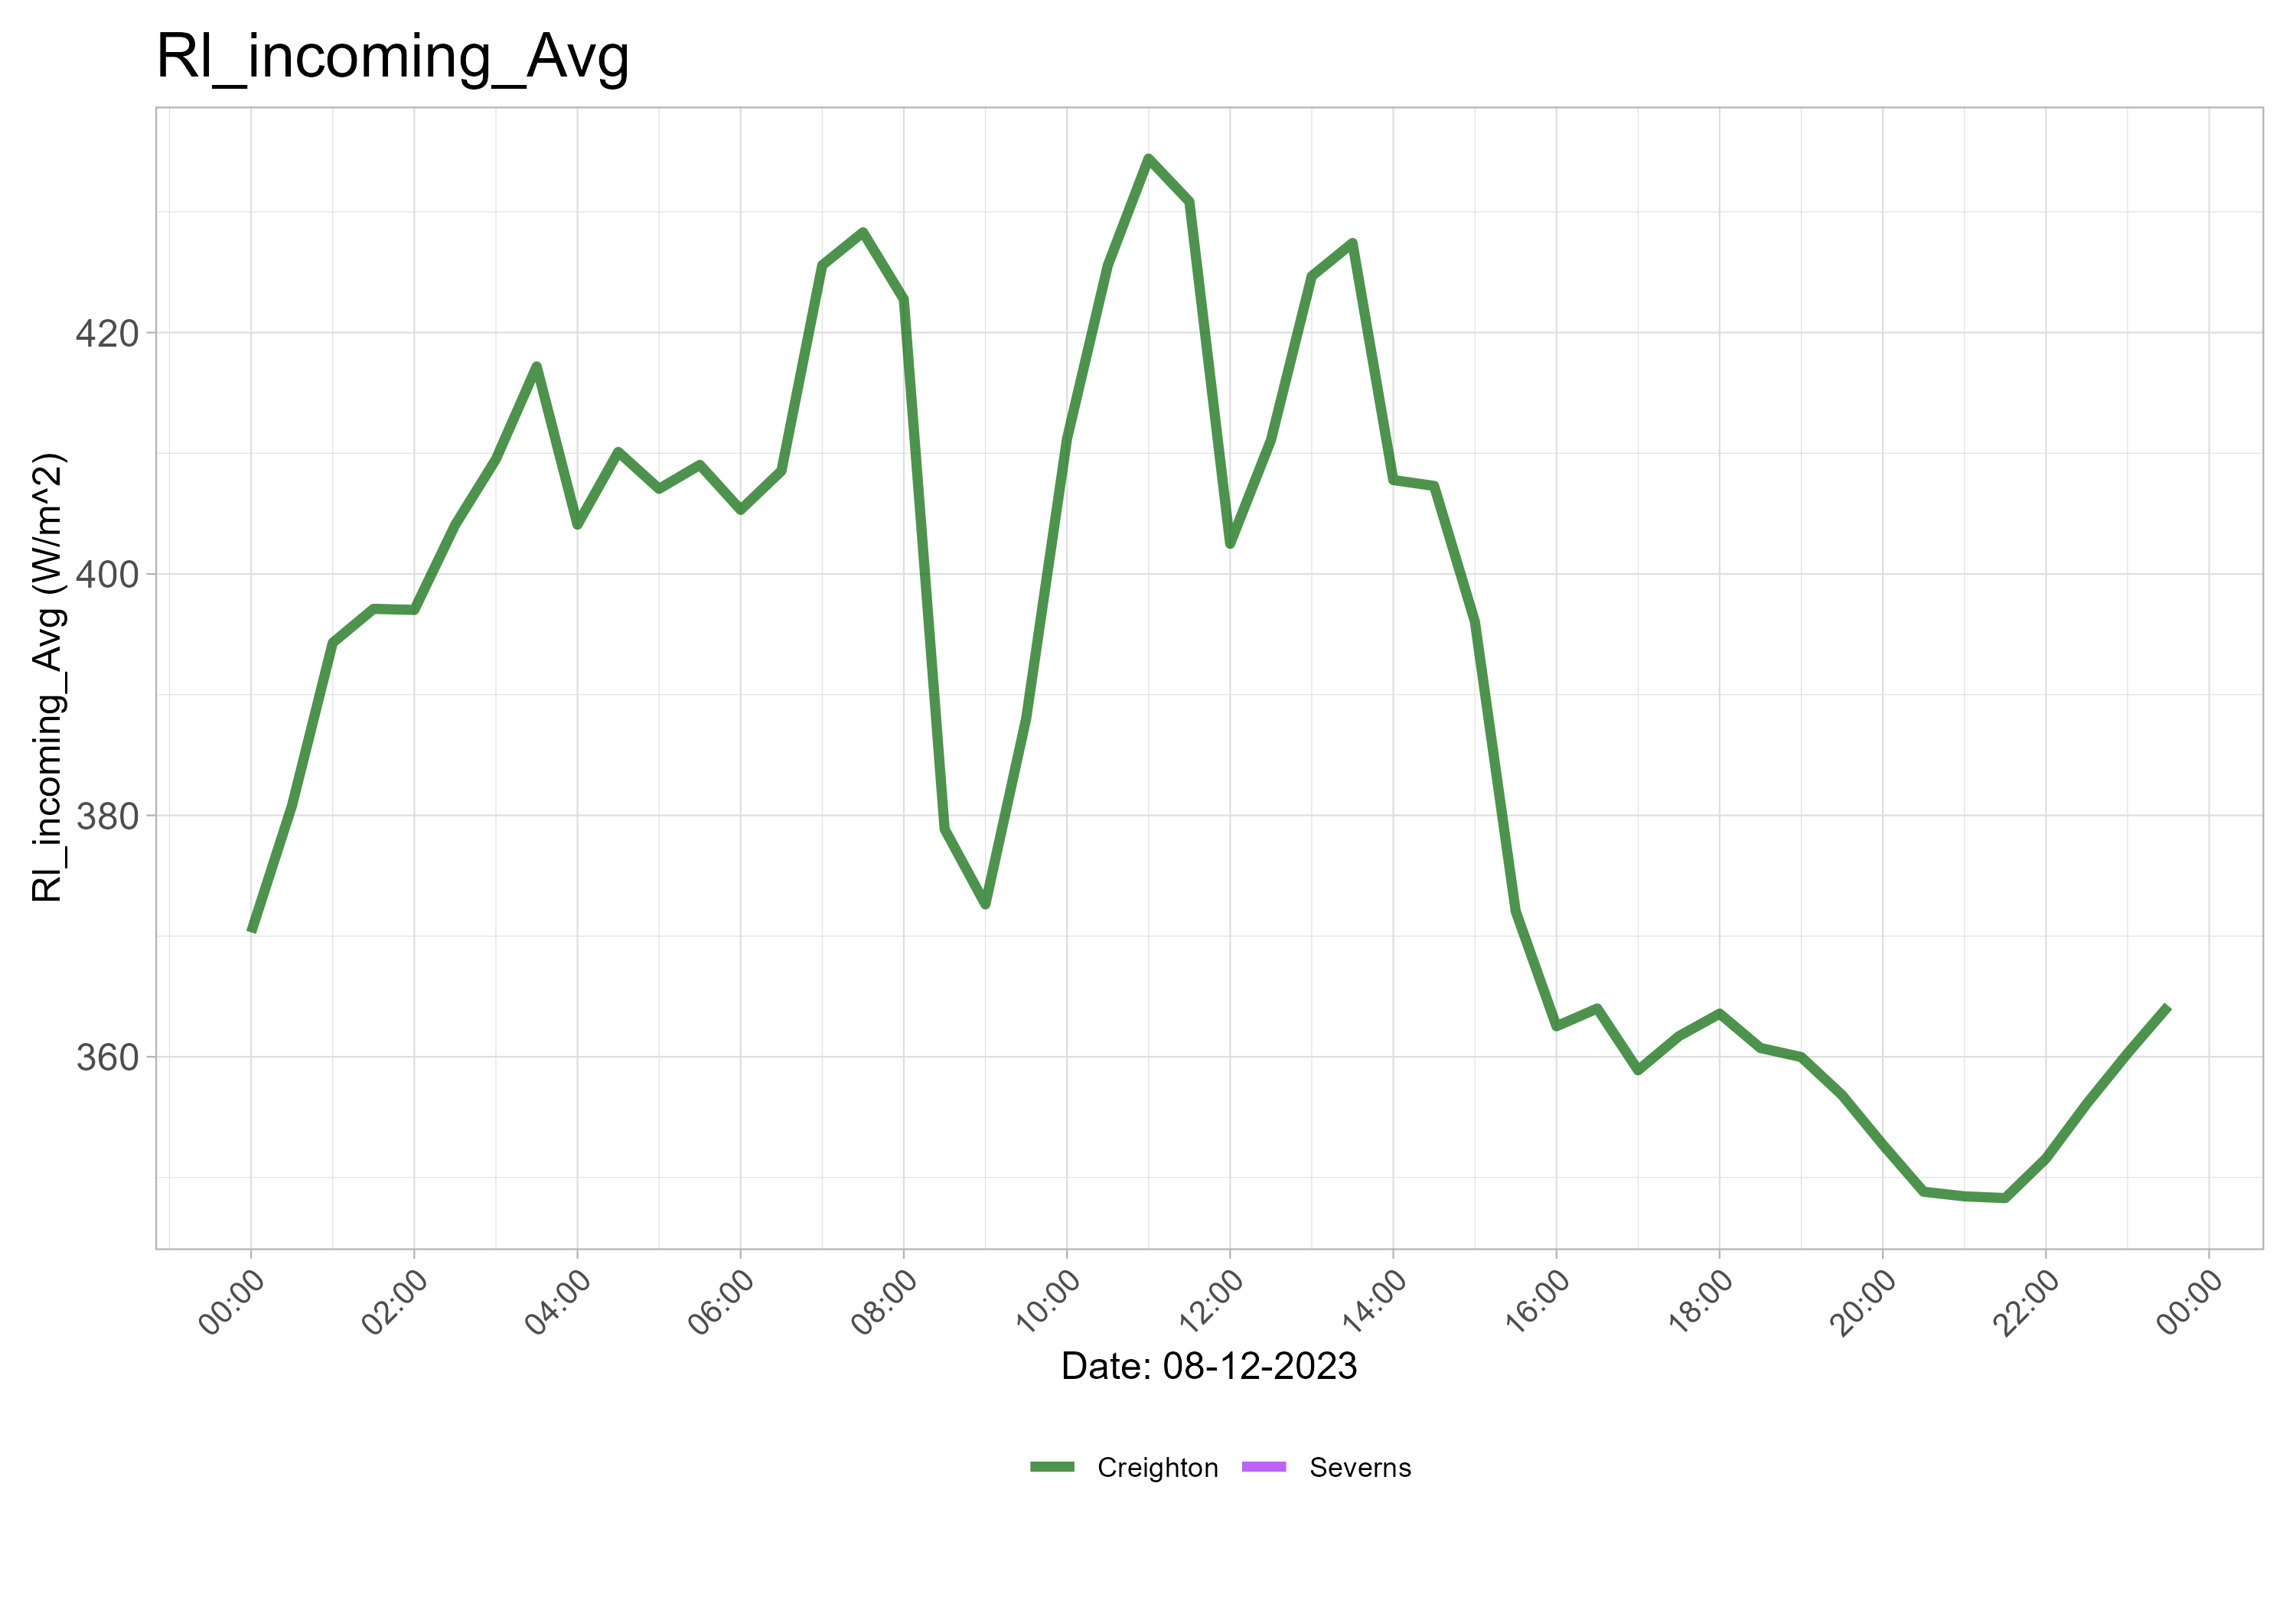 Rl_incoming_Avg
Rl_incoming_Avg (W/m^2)
420
400
380
360
00:00 02:00 04:00 06:00 08:00 10:00 12:00 14:00 16:00 18:00 20:00 22:00 00:00
Date: 08-12-2023
Creighton Severns